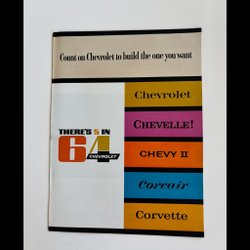 Count on Chevrolet to build the one you want
Chevrolet
CHEVELLE!
THERE'S 5 IN
64
CHEVROLET
CHEVY II
Corvair
Corvette